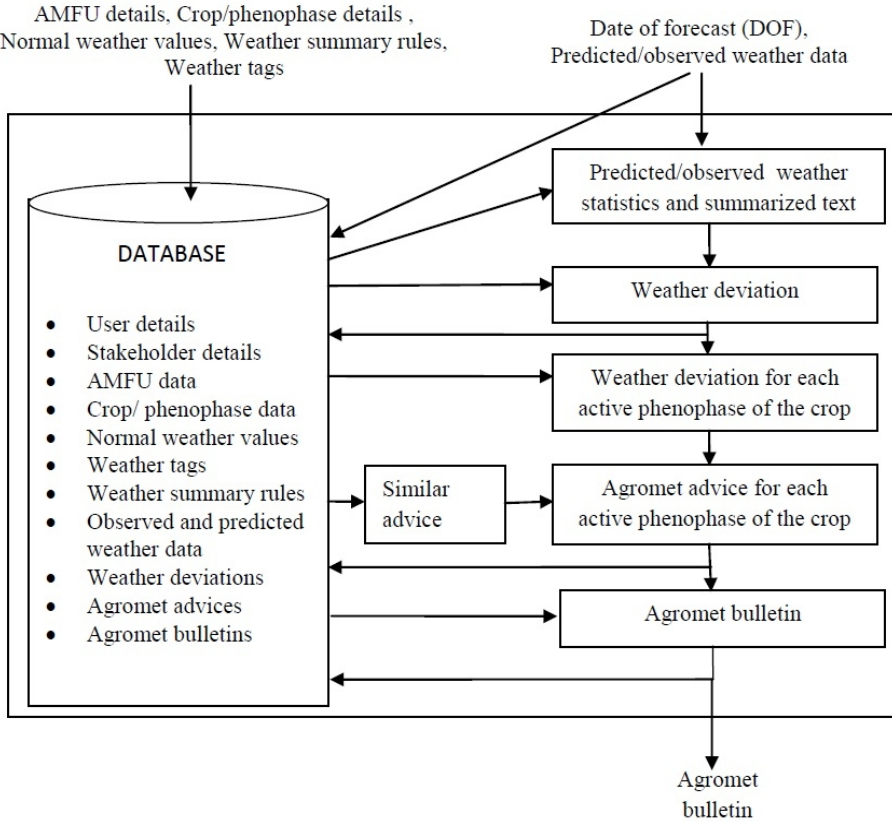 AMFU details, Crop/phenophase details ,
Normal weather values, Weather summary rules,
Weather tags
Date of forecast (DOF),
Predicted/observed weather data
DATABASE
• User details
• Stakeholder details
• AMFU data
• Crop/ phenophase data
• Normal weather values
• Weather tags
• Weather summary rules
• Observed and predicted
weather data
• Weather deviations
• Agromet advices
• Agromet bulletins
Predicted/observed weather
statistics and summarized text
Weather deviation
Weather deviation for each
active phenophase of the crop
Similar
advice
Agromet advice for each
active phenophase of the crop
Agromet bulletin
Agromet
bulletin